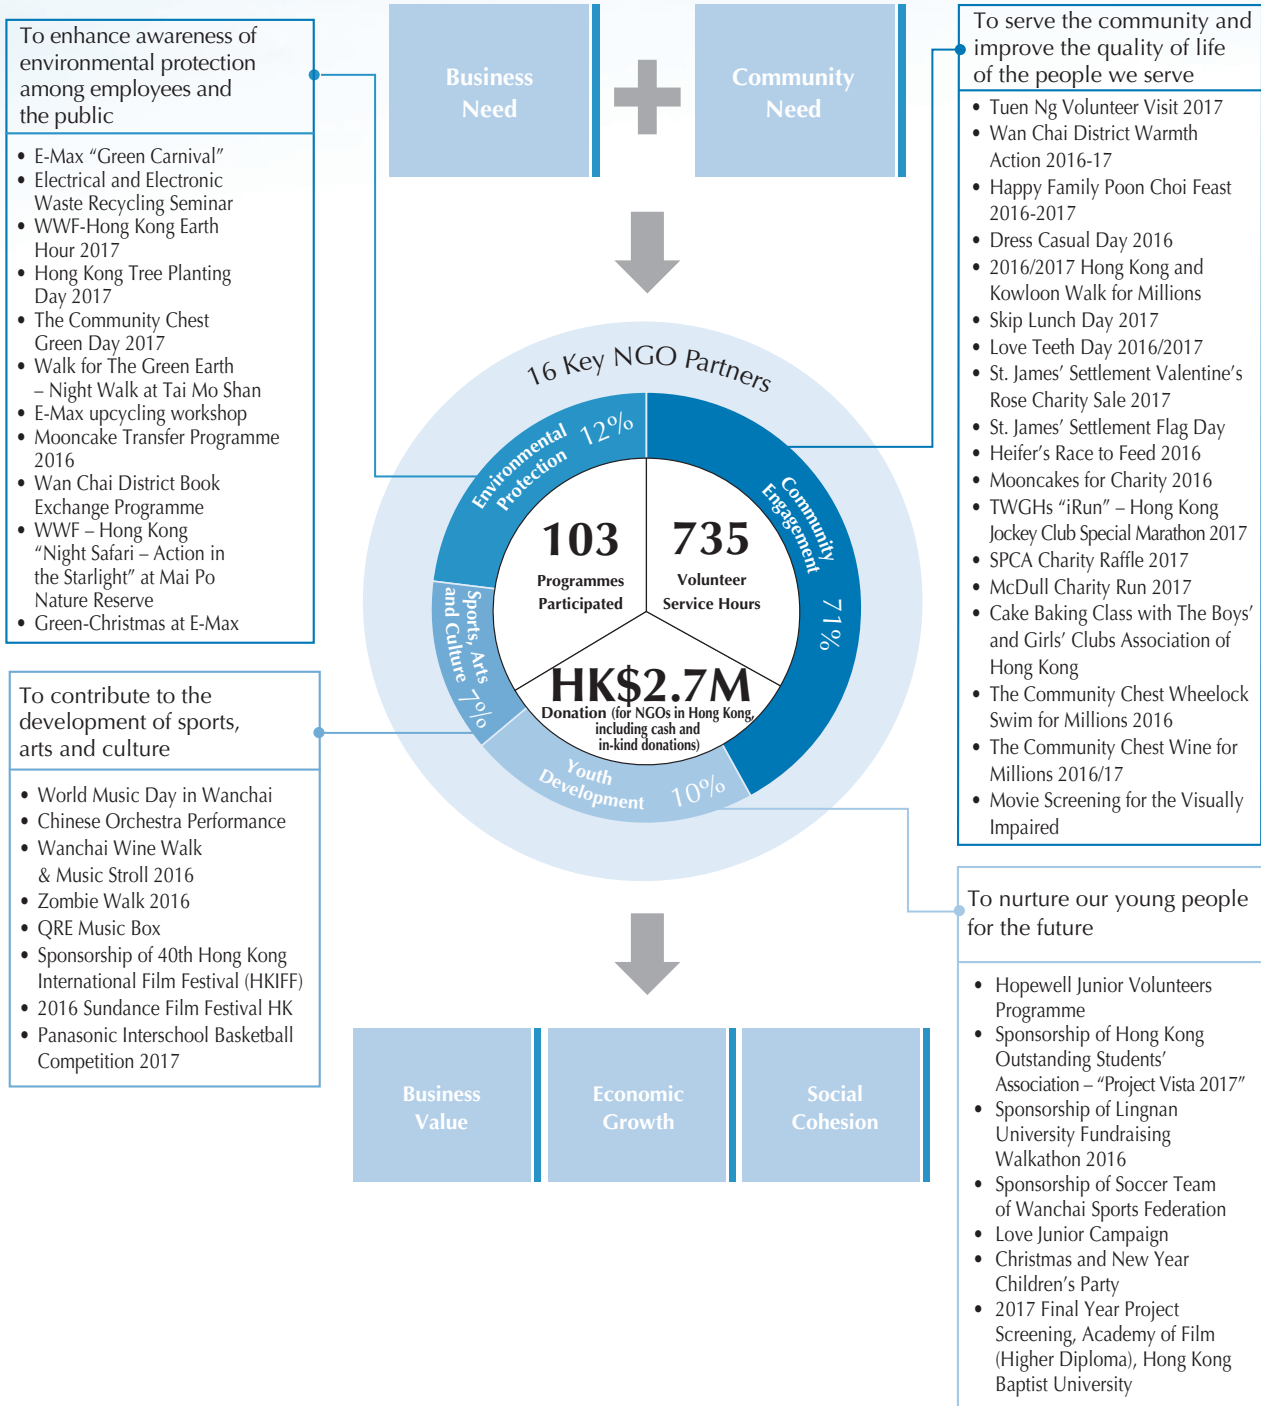 To enhance awareness of
environmental protection
among employees and
the public
• E-Max “Green Carnival”
• Electrical and Electronic
Waste Recycling Seminar
• WWF-Hong Kong Earth
Hour 2017
• Hong Kong Tree Planting
Day 2017
• The Community Chest
Green Day 2017
• Walk for The Green Earth
– Night Walk at Tai Mo Shan
• E-Max upcycling workshop
• Mooncake Transfer Programme
2016
• Wan Chai District Book
Exchange Programme
• WWF – Hong Kong
“Night Safari – Action in
the Starlight” at Mai Po
Nature Reserve
• Green-Christmas at E-Max
To contribute to the
development of sports,
arts and culture
• World Music Day in Wanchai
• Chinese Orchestra Performance
• Wanchai Wine Walk
& Music Stroll 2016
• Zombie Walk 2016
• QRE Music Box
• Sponsorship of 40th Hong Kong
International Film Festival (HKIFF)
• 2016 Sundance Film Festival HK
• Panasonic Interschool Basketball
Competition 2017
Business
Need
Community
Need
16 Key NGO Partners
Environmental
Protection
12%
Community
Engagement
71%
Sports, Arts
and Culture
7%
Youth
Development
10%
103
Programmes
Participated
735
Volunteer
Service Hours
HK$2.7M
Donation (for NGOs in Hong Kong,
including cash and
in-kind donations)
Business
Value
Economic
Growth
Social
Cohesion
To serve the community and
improve the quality of life
of the people we serve
• Tuen Ng Volunteer Visit 2017
• Wan Chai District Warmth
Action 2016-17
• Happy Family Poon Choi Feast
2016-2017
• Dress Casual Day 2016
• 2016/2017 Hong Kong and
Kowloon Walk for Millions
• Skip Lunch Day 2017
• Love Teeth Day 2016/2017
• St. James’ Settlement Valentine’s
Rose Charity Sale 2017
• St. James’ Settlement Flag Day
• Heifer’s Race to Feed 2016
• Mooncakes for Charity 2016
• TWGHs “iRun” – Hong Kong
Jockey Club Special Marathon 2017
• SPCA Charity Raffle 2017
• McDull Charity Run 2017
• Cake Baking Class with The Boys’
and Girls’ Clubs Association of
Hong Kong
• The Community Chest Wheelock
Swim for Millions 2016
• The Community Chest Wine for
Millions 2016/17
• Movie Screening for the Visually
Impaired
To nurture our young people
for the future
• Hopewell Junior Volunteers
Programme
• Sponsorship of Hong Kong
Outstanding Students’
Association – “Project Vista 2017”
• Sponsorship of Lingnan
University Fundraising
Walkathon 2016
• Sponsorship of Soccer Team
of Wanchai Sports Federation
• Love Junior Campaign
• Christmas and New Year
Children’s Party
• 2017 Final Year Project
Screening, Academy of Film
(Higher Diploma), Hong Kong
Baptist University